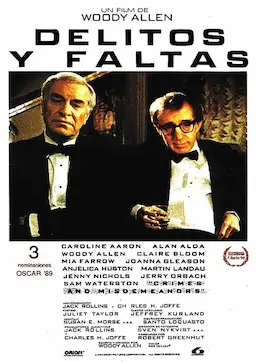 UN FILM DE
WOODY ALLEN
DELITOS
Y FALTAS
3
nominaciones
OSCAR '89
CAROLINE AARON ALAN ALDA
WOODY ALLEN CLAIRE BLOOM
MIA FARROW JOANNA GLEASON
ANJELICA HUSTON MARTIN LANDAU
JENNY NICHOLS JERRY ORBACH
SAM WATERSTON "CRIMES
AND MISDEMEANORS"
JACK ROLLINS CH RLES H. JOFFE
JULIET TAYLOR JEFFREY KURLAND
SUSAN E. MORSE SANTO LOQUASTO
JACK ROLLINS SVEN NYKVIST
CHARLES H. JOFFE ROBERT GREENHUT
WOODY ALLEN
ORION